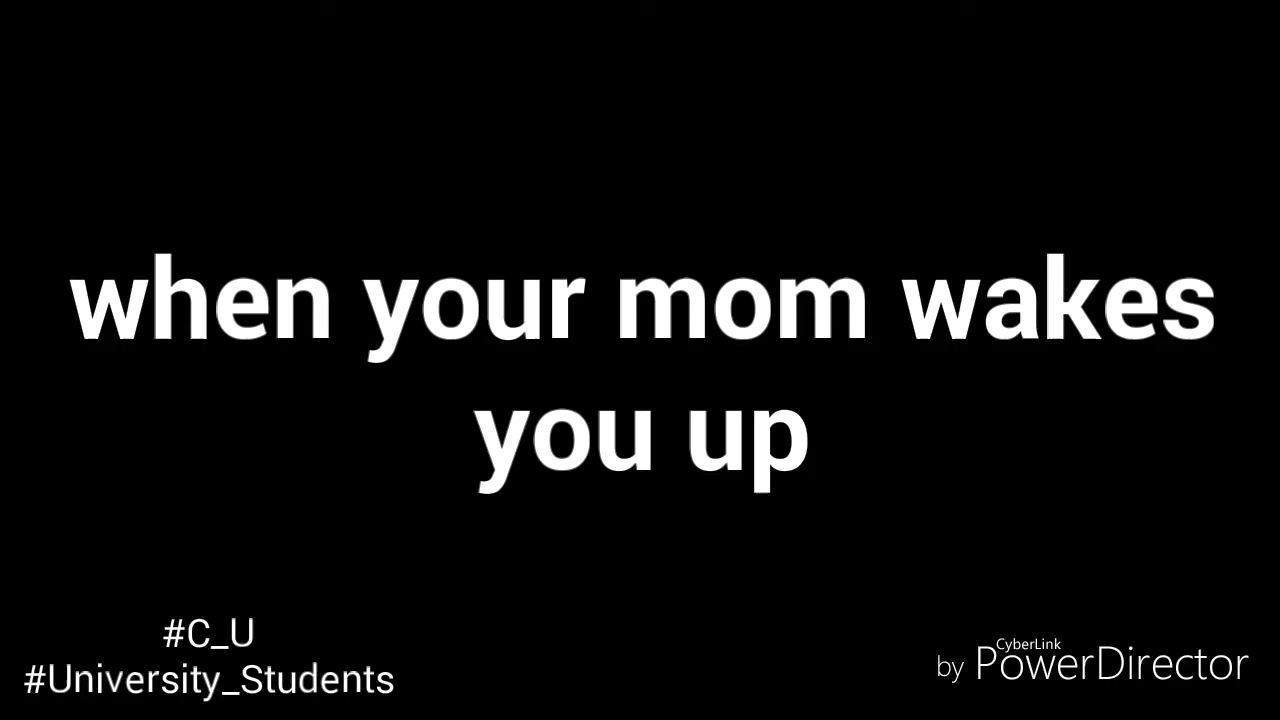 when your mom wakes
you up
#C_U
#University_Students
CyberLink
by PowerDirector